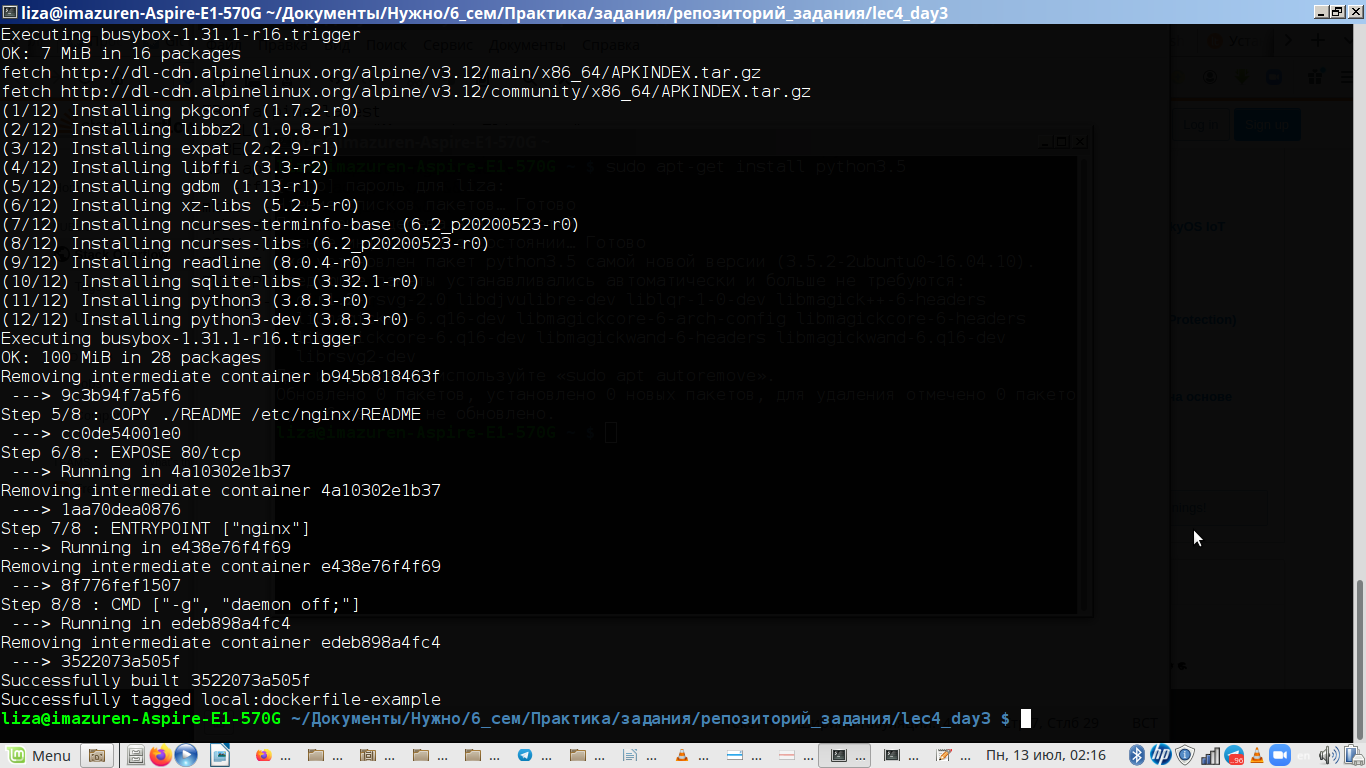 liza@imazuren-Aspire-E1-570G ~/Документы/Нужно/6_сем/Практика/задания/репозиторий_задания/lec4_day3
Executing busybox-1.31.1-r16.trigger
OK: 7 MiB in 16 packages
fetch http://dl-cdn.alpinelinux.org/alpine/v3.12/main/x86_64/APKINDEX.tar.gz
fetch http://dl-cdn.alpinelinux.org/alpine/v3.12/community/x86_64/APKINDEX.tar.gz
(1/12) Installing pkgconf (1.7.2-r0)
(2/12) Installing libbz2 (1.0.8-r1)
(3/12) Installing expat (2.2.9-r1)
(4/12) Installing libffi (3.3-r2)
(5/12) Installing gdbm (1.13-r1)
(6/12) Installing xz-libs (5.2.5-r0)
(7/12) Installing ncurses-terminfo-base (6.2_p20200523-r0)
(8/12) Installing ncurses-libs (6.2_p20200523-r0)
(9/12) Installing readline (8.0.4-r0)
(10/12) Installing sqlite-libs (3.32.1-r0)
(11/12) Installing python3 (3.8.3-r0)
(12/12) Installing python3-dev (3.8.3-r0)
Executing busybox-1.31.1-r16.trigger
OK: 100 MiB in 28 packages
Removing intermediate container b945b818463f
---> 9c3b94f7a5f6
Step 5/8 : COPY ./README /etc/nginx/README
---> cc0de54001e0
Step 6/8 : EXPOSE 80/tcp
---> Running in 4a10302e1b37
Removing intermediate container 4a10302e1b37
---> 1aa70dea0876
Step 7/8 : ENTRYPOINT ["nginx"]
---> Running in e438e76f4f69
Removing intermediate container e438e76f4f69
---> 8f776fef1507
Step 8/8 : CMD ["-g", "daemon off;"]
---> Running in edeb898a4fc4
Removing intermediate container edeb898a4fc4
---> 3522073a505f
Successfully built 3522073a505f
Successfully tagged local:dockerfile-example
liza@imazuren-Aspire-E1-570G ~/Документы/Нужно/6_сем/Практика/задания/репозиторий_задания/lec4_day3 $
sudo apt-get install python3.5
пароль для liza:
Menu
Пн, 13 июл, 02:16
en